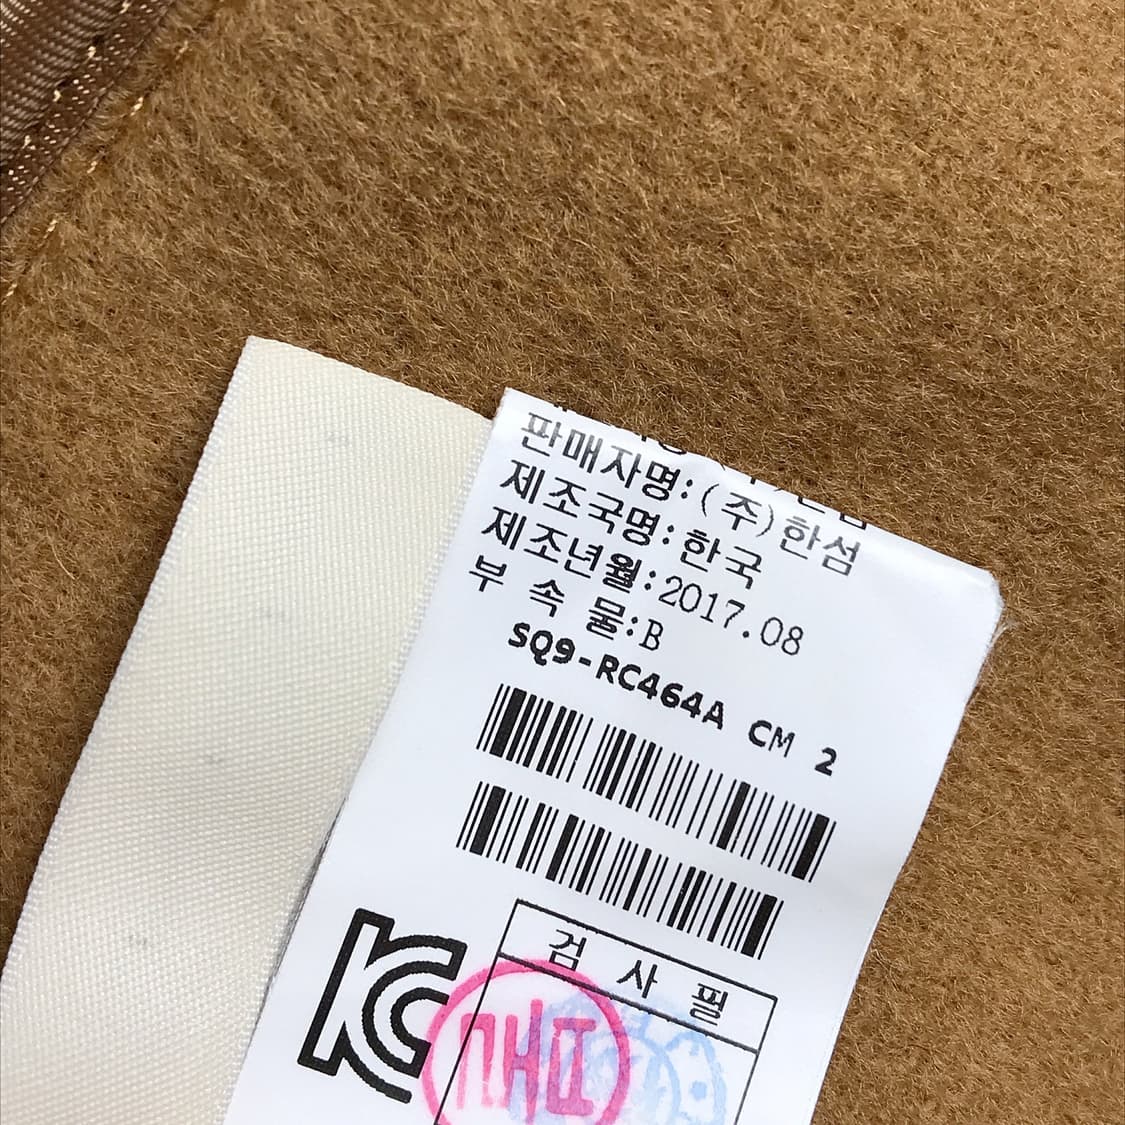 판매자명:(주)한섬
제조국명:한국
제조년월:2017.08
부 속 물:B
SQ9-RC464A CM 2
KC
검 사 필